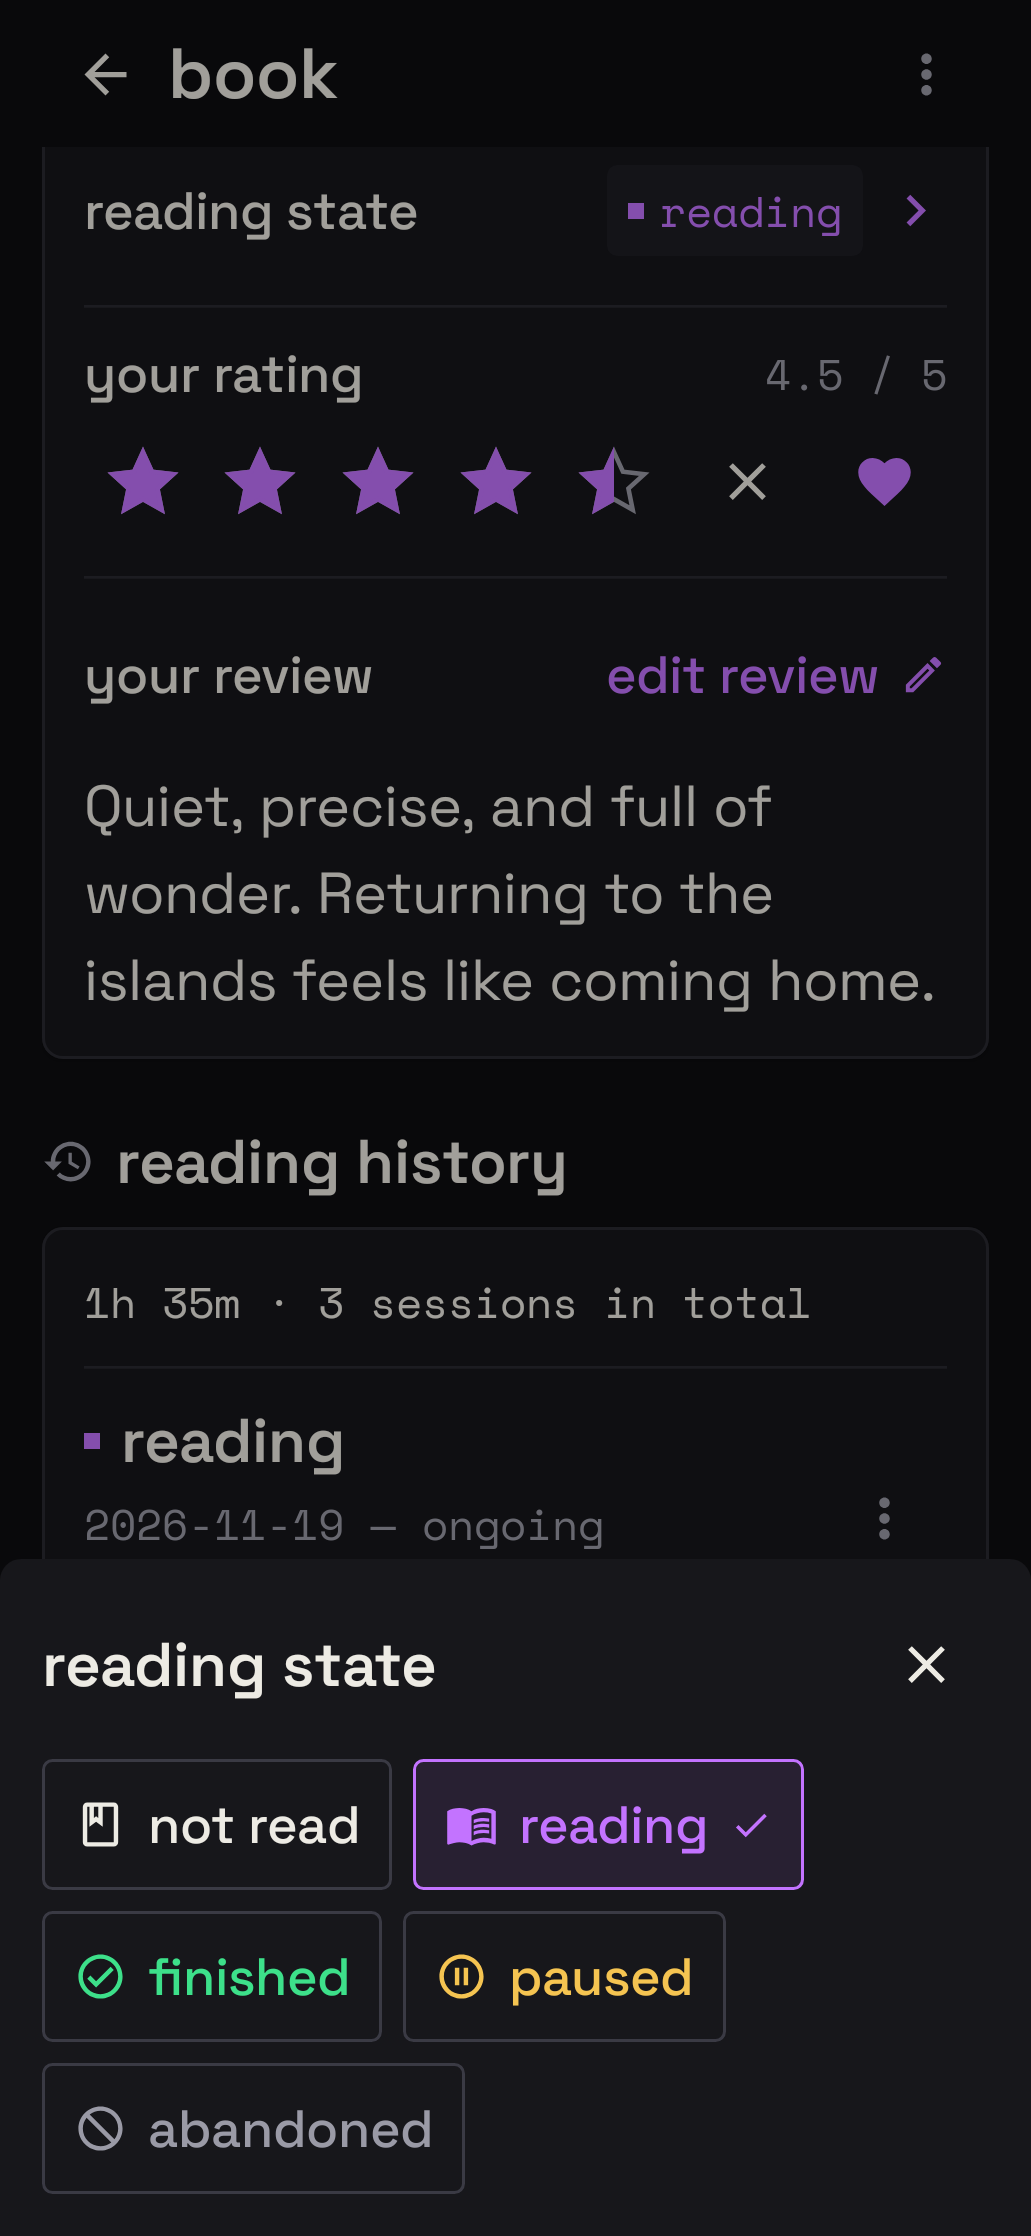 book
reading state
reading
your rating
4.5 / 5
your review
edit review
Quiet, precise, and full of
wonder. Returning to the
islands feels like coming home.
reading history
1h 35m · 3 sessions in total
reading
2026-11-19 — ongoing
reading state
not read
reading
finished
paused
abandoned